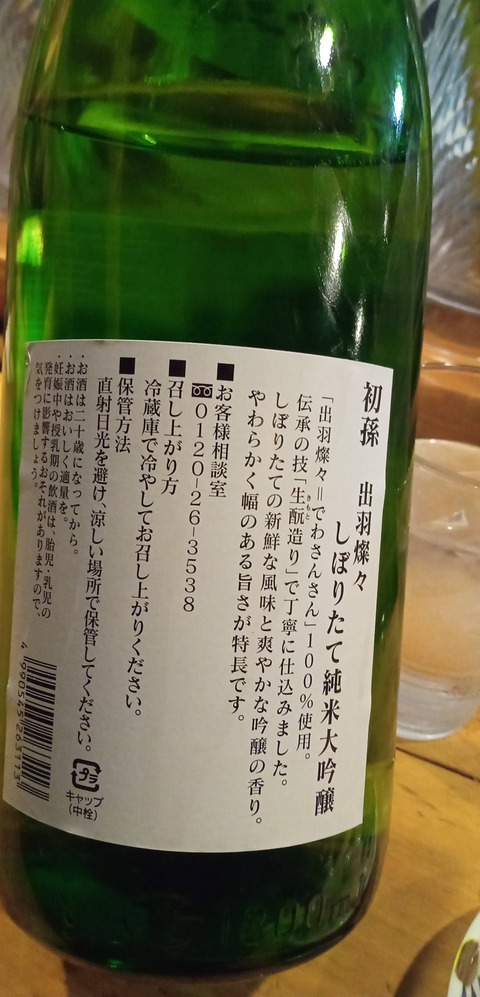 初孫 出羽燦々
しぼりたて純米大吟醸
「出羽燦々=でわさんさん」100%使用。
伝承の技「生酛造り」で丁寧に仕込みました。
きもと
しぼりたての新鮮な風味と爽やかな吟醸の香り。
やわらかく幅のある旨さが特長です。
■お客様相談室
0120-26-3538
■召し上がり方
冷蔵庫で冷やしてお召し上がりください。
■保管方法
直射日光を避け、涼しい場所で保管してください。
・お酒は二十歳になってから。
・お酒はおいしく適量を。
・妊娠中や授乳期の飲酒は、胎児・乳児の
発育に影響するおそれがありますので、
気をつけましょう。
4 990545 263113
プラ
キャップ
(中栓)